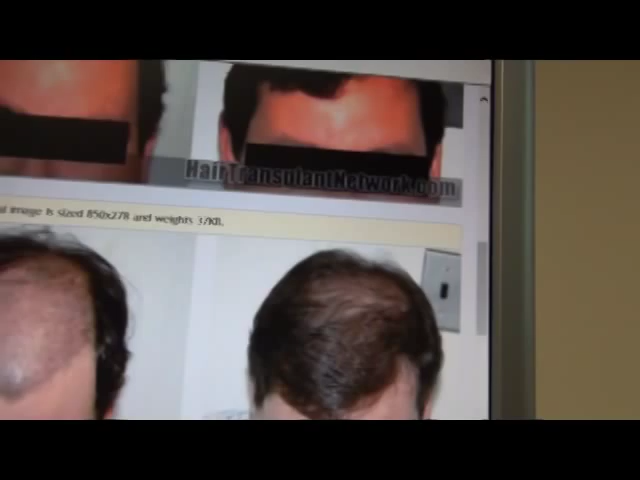 HairTransplantNetwork.com
l image is sized 850x278 and weights 37KB.